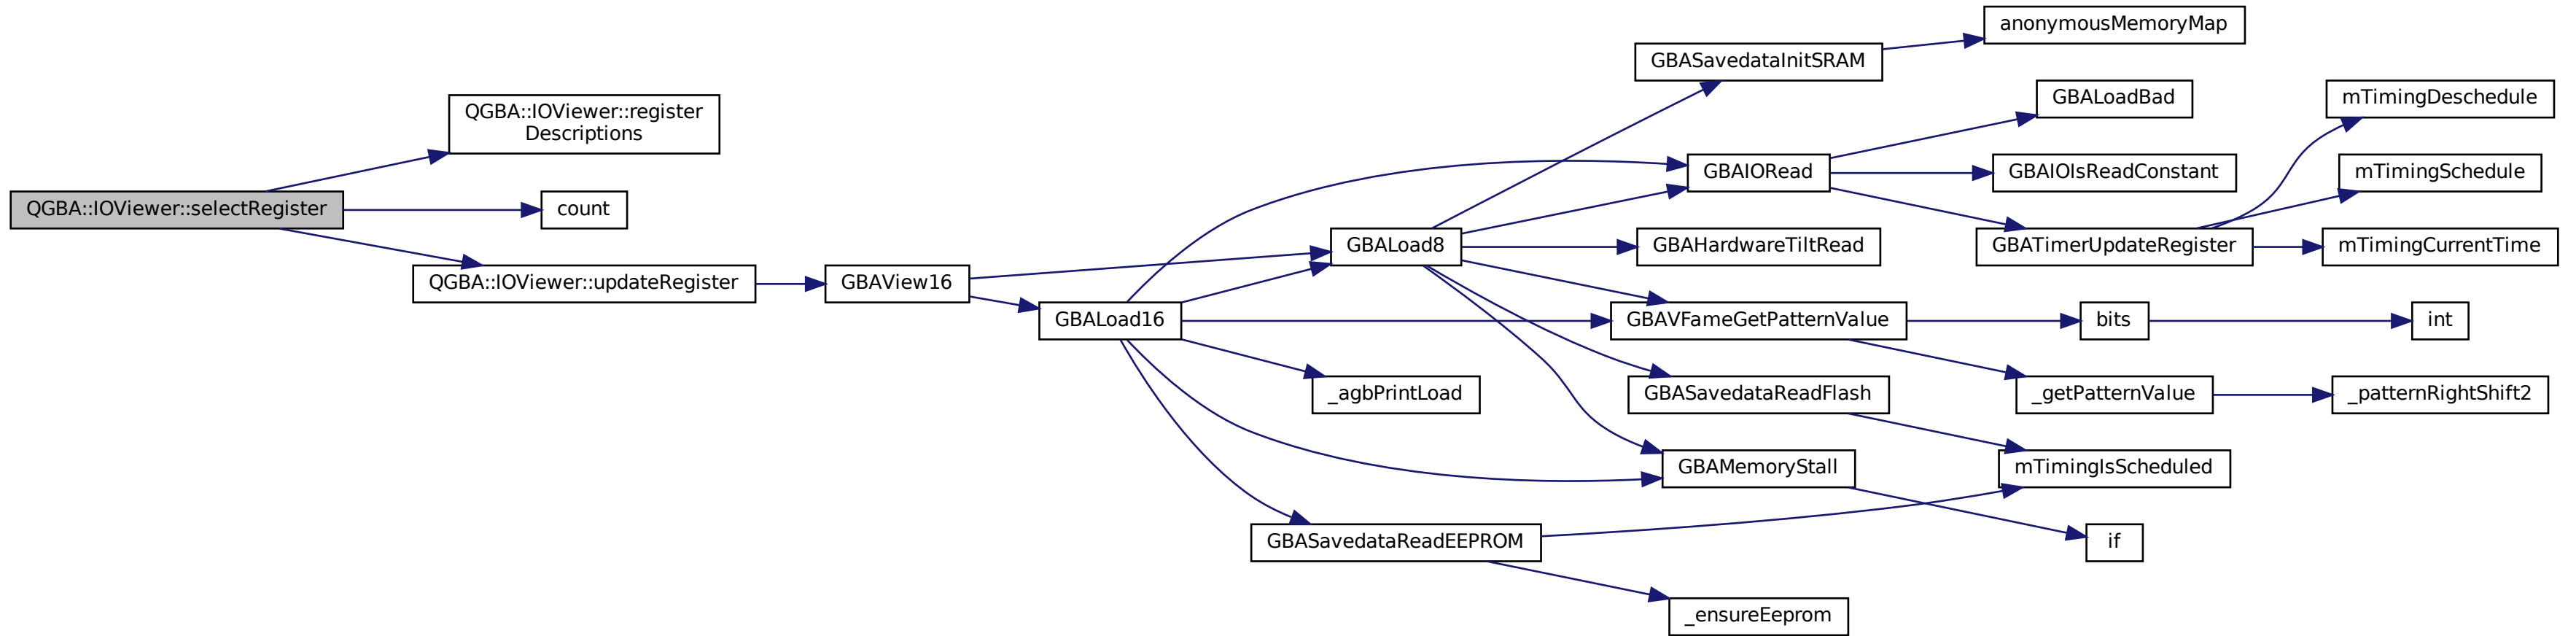 QGBA::IOViewer::selectRegister
QGBA::IOViewer::register
Descriptions
count
QGBA::IOViewer::updateRegister
GBAView16
GBALoad16
GBALoad8
_agbPrintLoad
GBASavedataReadEEPROM
GBASavedataInitSRAM
GBAIORead
GBAHardwareTiltRead
GBAVFameGetPatternValue
GBASavedataReadFlash
GBAMemoryStall
_ensureEeprom
anonymousMemoryMap
GBALoadBad
GBAIOIsReadConstant
GBATimerUpdateRegister
bits
_getPatternValue
mTimingIsScheduled
if
mTimingDeschedule
mTimingSchedule
mTimingCurrentTime
int
_patternRightShift2